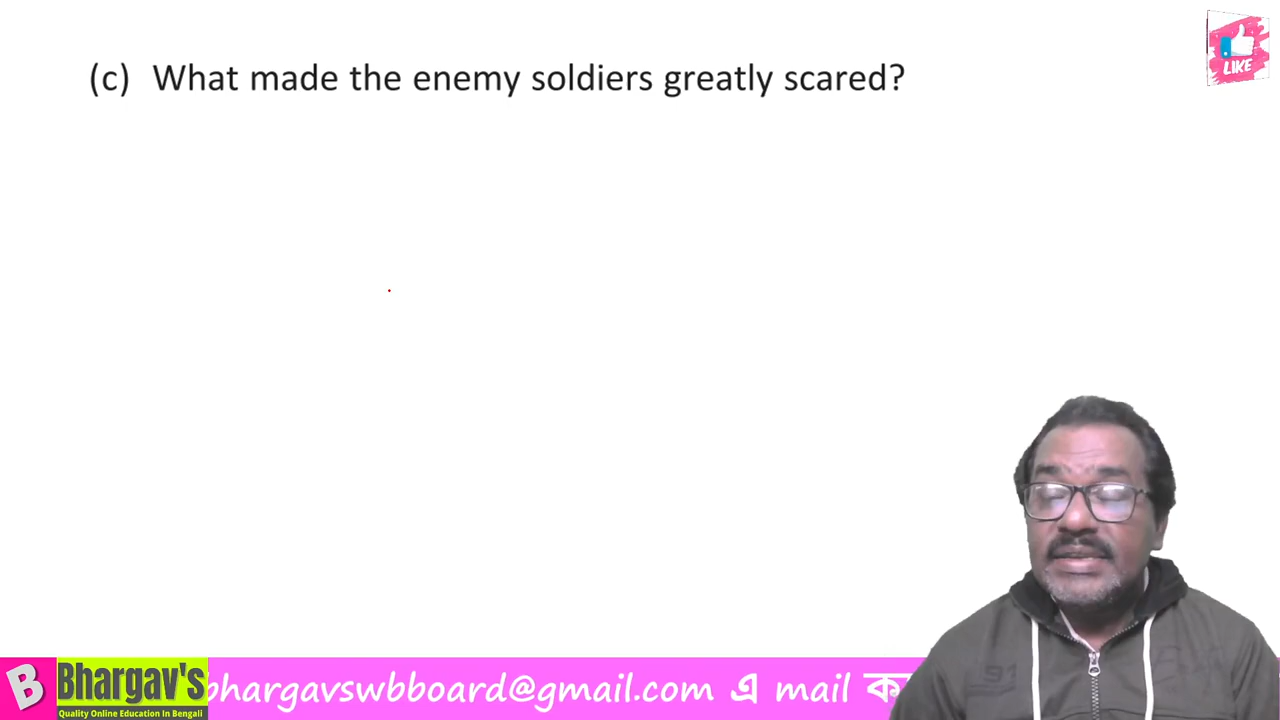 (c) What made the enemy soldiers greatly scared?
LIKE
B Bhargav's
Quality Online Education In Bengali
bhargavswbboard@gmail.com এ mail